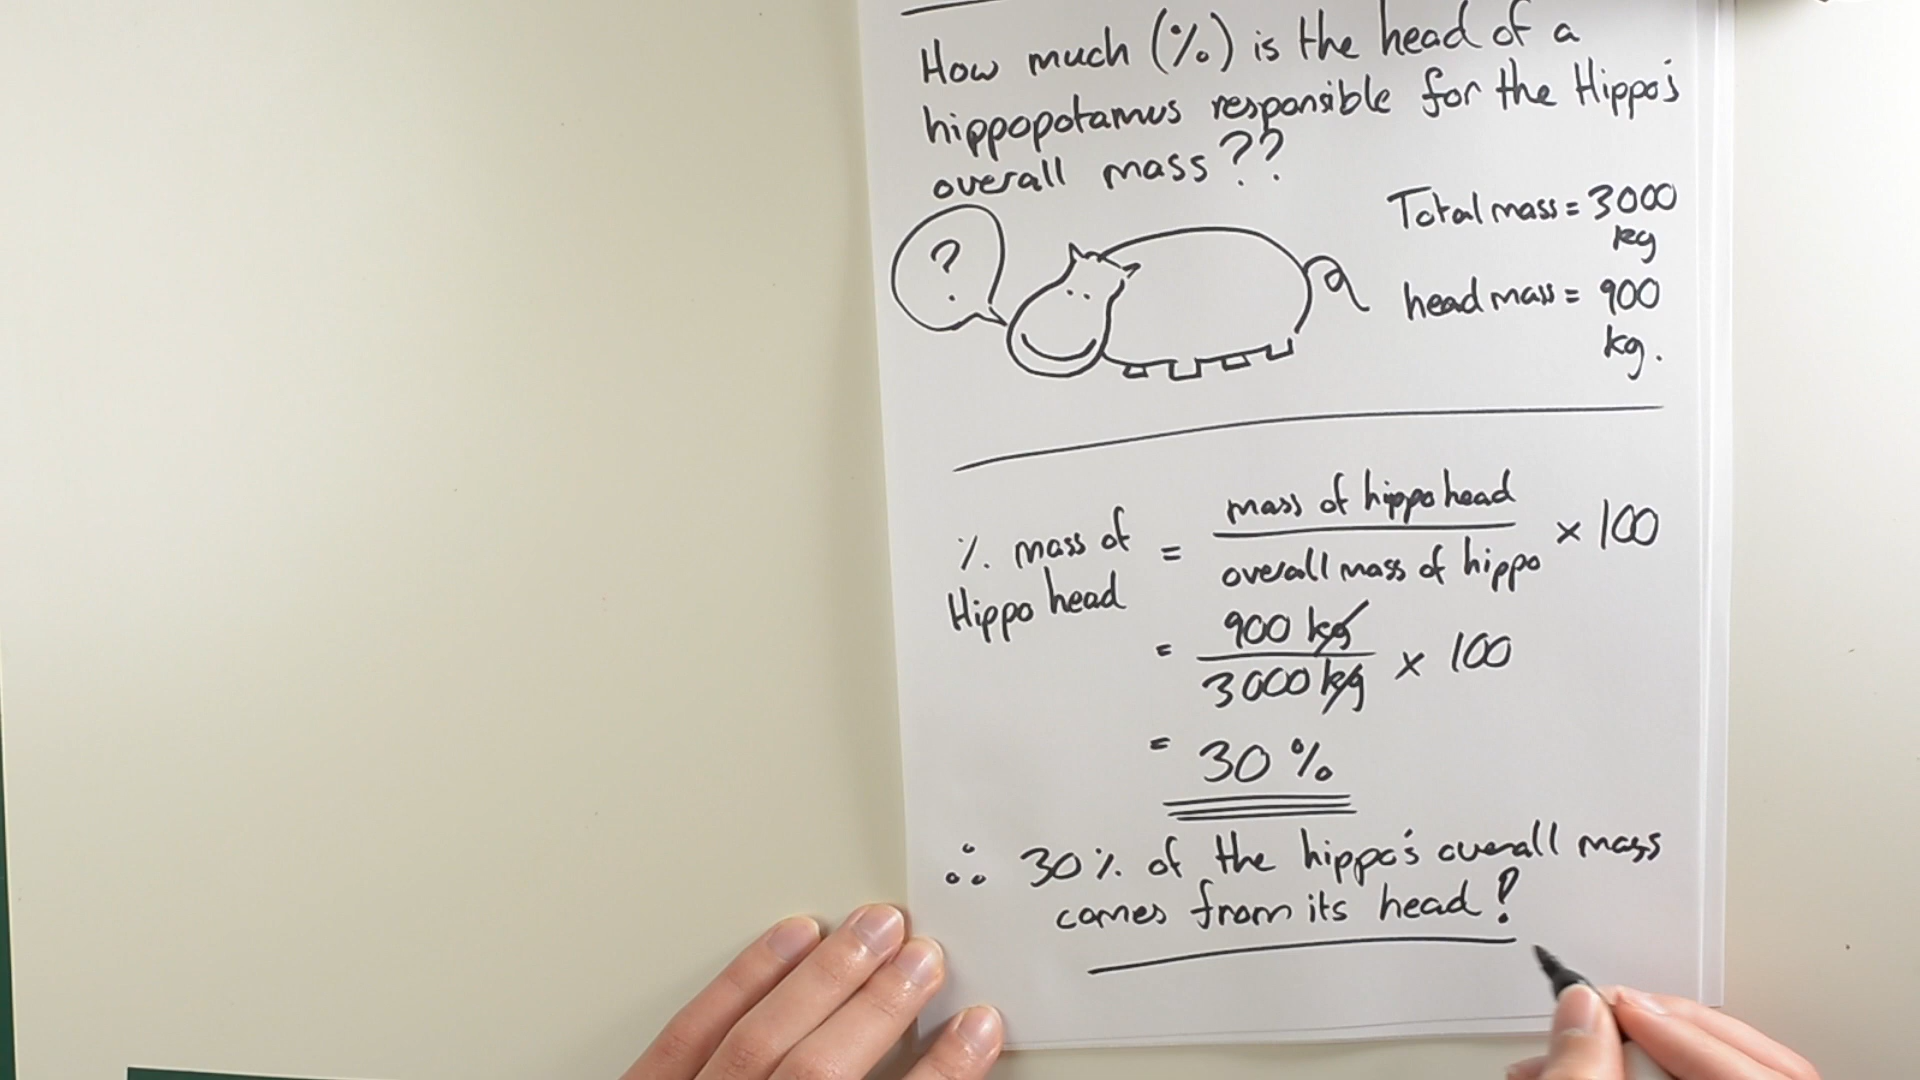 How much (%) is the head of a
hippopotamus responsible for the Hippo's
overall mass??
Total mass = 3000
kg
head mass = 900
kg.
?
% mass of
Hippo head
= mass of hippo head
overall mass of hippo
× 100
= 900 kg
3000 kg
× 100
= 30 %
∴ 30% of the hippo's overall mass
comes from its head!